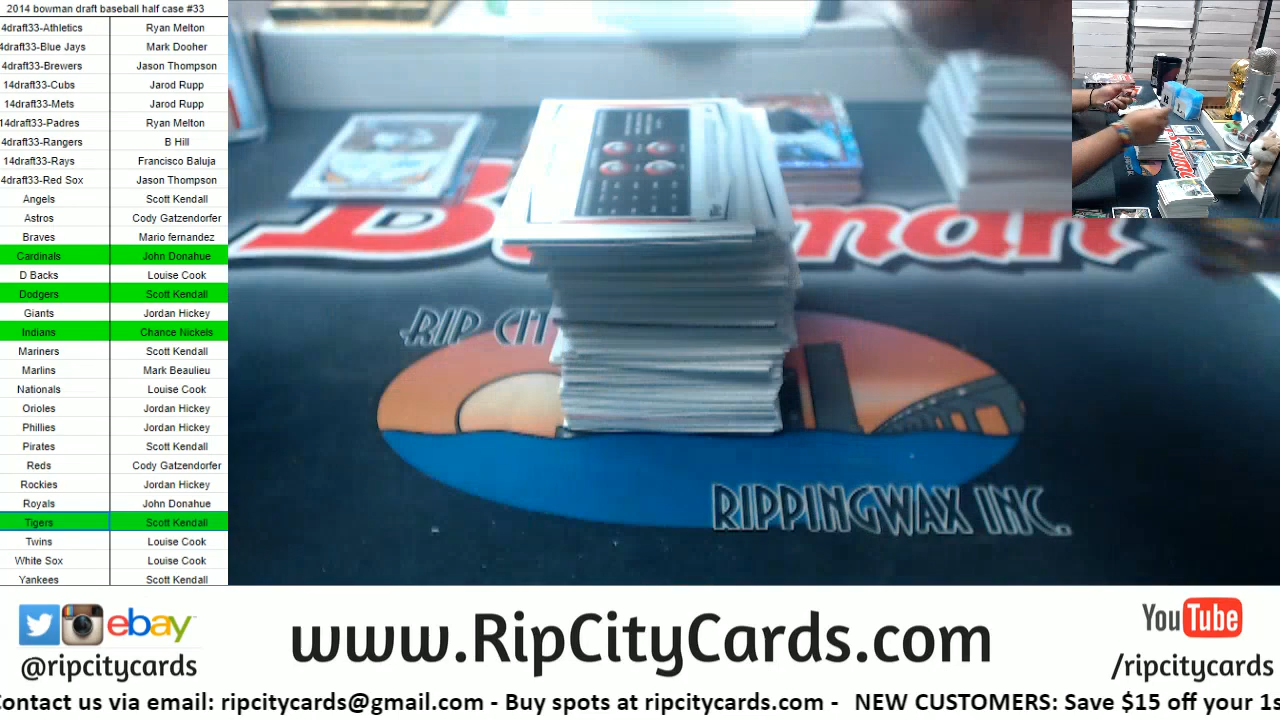 2014 bowman draft baseball half case #33
4draft33-Athletics Ryan Melton
4draft33-Blue Jays Mark Dooher
4draft33-Brewers Jason Thompson
14draft33-Cubs Jarod Rupp
14draft33-Mets Jarod Rupp
4draft33-Padres Ryan Melton
4draft33-Rangers B Hill
14draft33-Rays Francisco Baluja
4draft33-Red Sox Jason Thompson
Angels Scott Kendall
Astros Cody Gatzendorfer
Braves Mario fernandez
Cardinals John Donahue
D Backs Louise Cook
Dodgers Scott Kendall
Giants Jordan Hickey
Indians Chance Nickels
Mariners Scott Kendall
Marlins Mark Beaulieu
Nationals Louise Cook
Orioles Jordan Hickey
Phillies Jordan Hickey
Pirates Scott Kendall
Reds Cody Gatzendorfer
Rockies Jordan Hickey
Royals John Donahue
Tigers Scott Kendall
Twins Louise Cook
White Sox Louise Cook
Yankees Scott Kendall
RIP CIT
RIPPINGWAX INC.
ebay
@ripcitycards
www.RipCityCards.com
YouTube
/ripcitycards
Contact us via email: ripcitycards@gmail.com - Buy spots at ripcitycards.com - NEW CUSTOMERS: Save $15 off your 1s